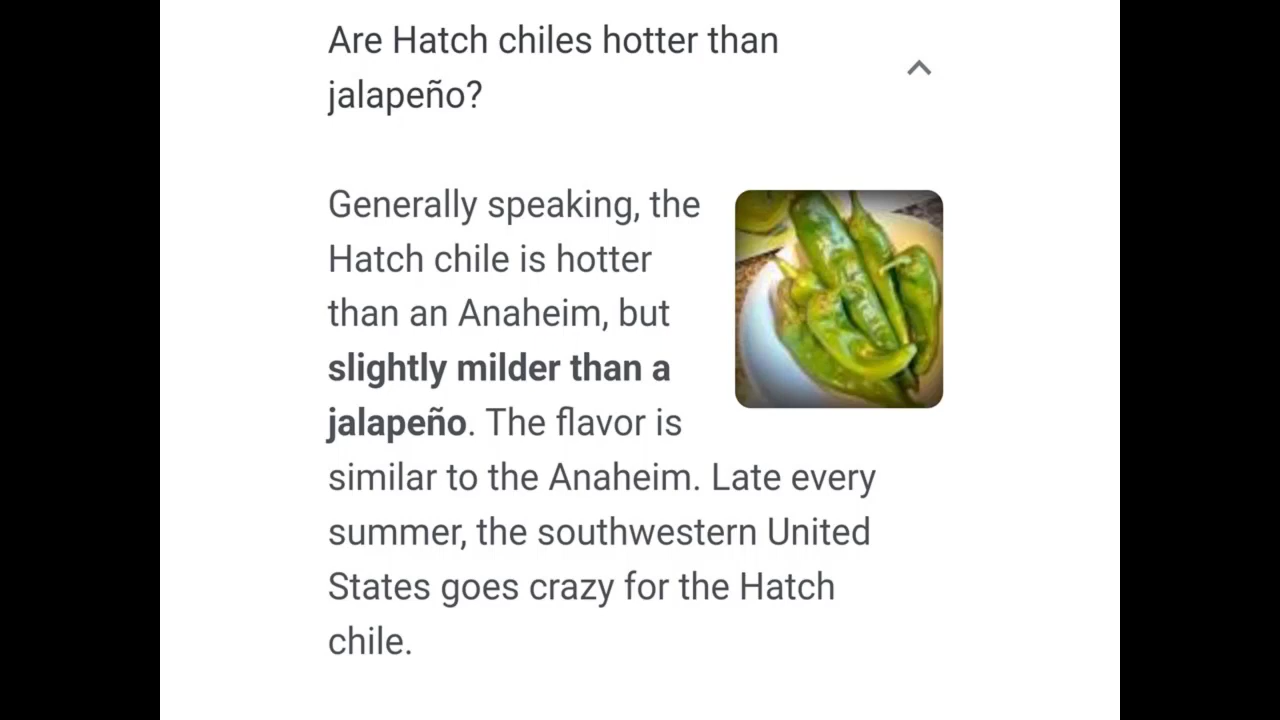 Are Hatch chiles hotter than
jalapeño?
Generally speaking, the
Hatch chile is hotter
than an Anaheim, but
slightly milder than a
jalapeño. The flavor is
similar to the Anaheim. Late every
summer, the southwestern United
States goes crazy for the Hatch
chile.